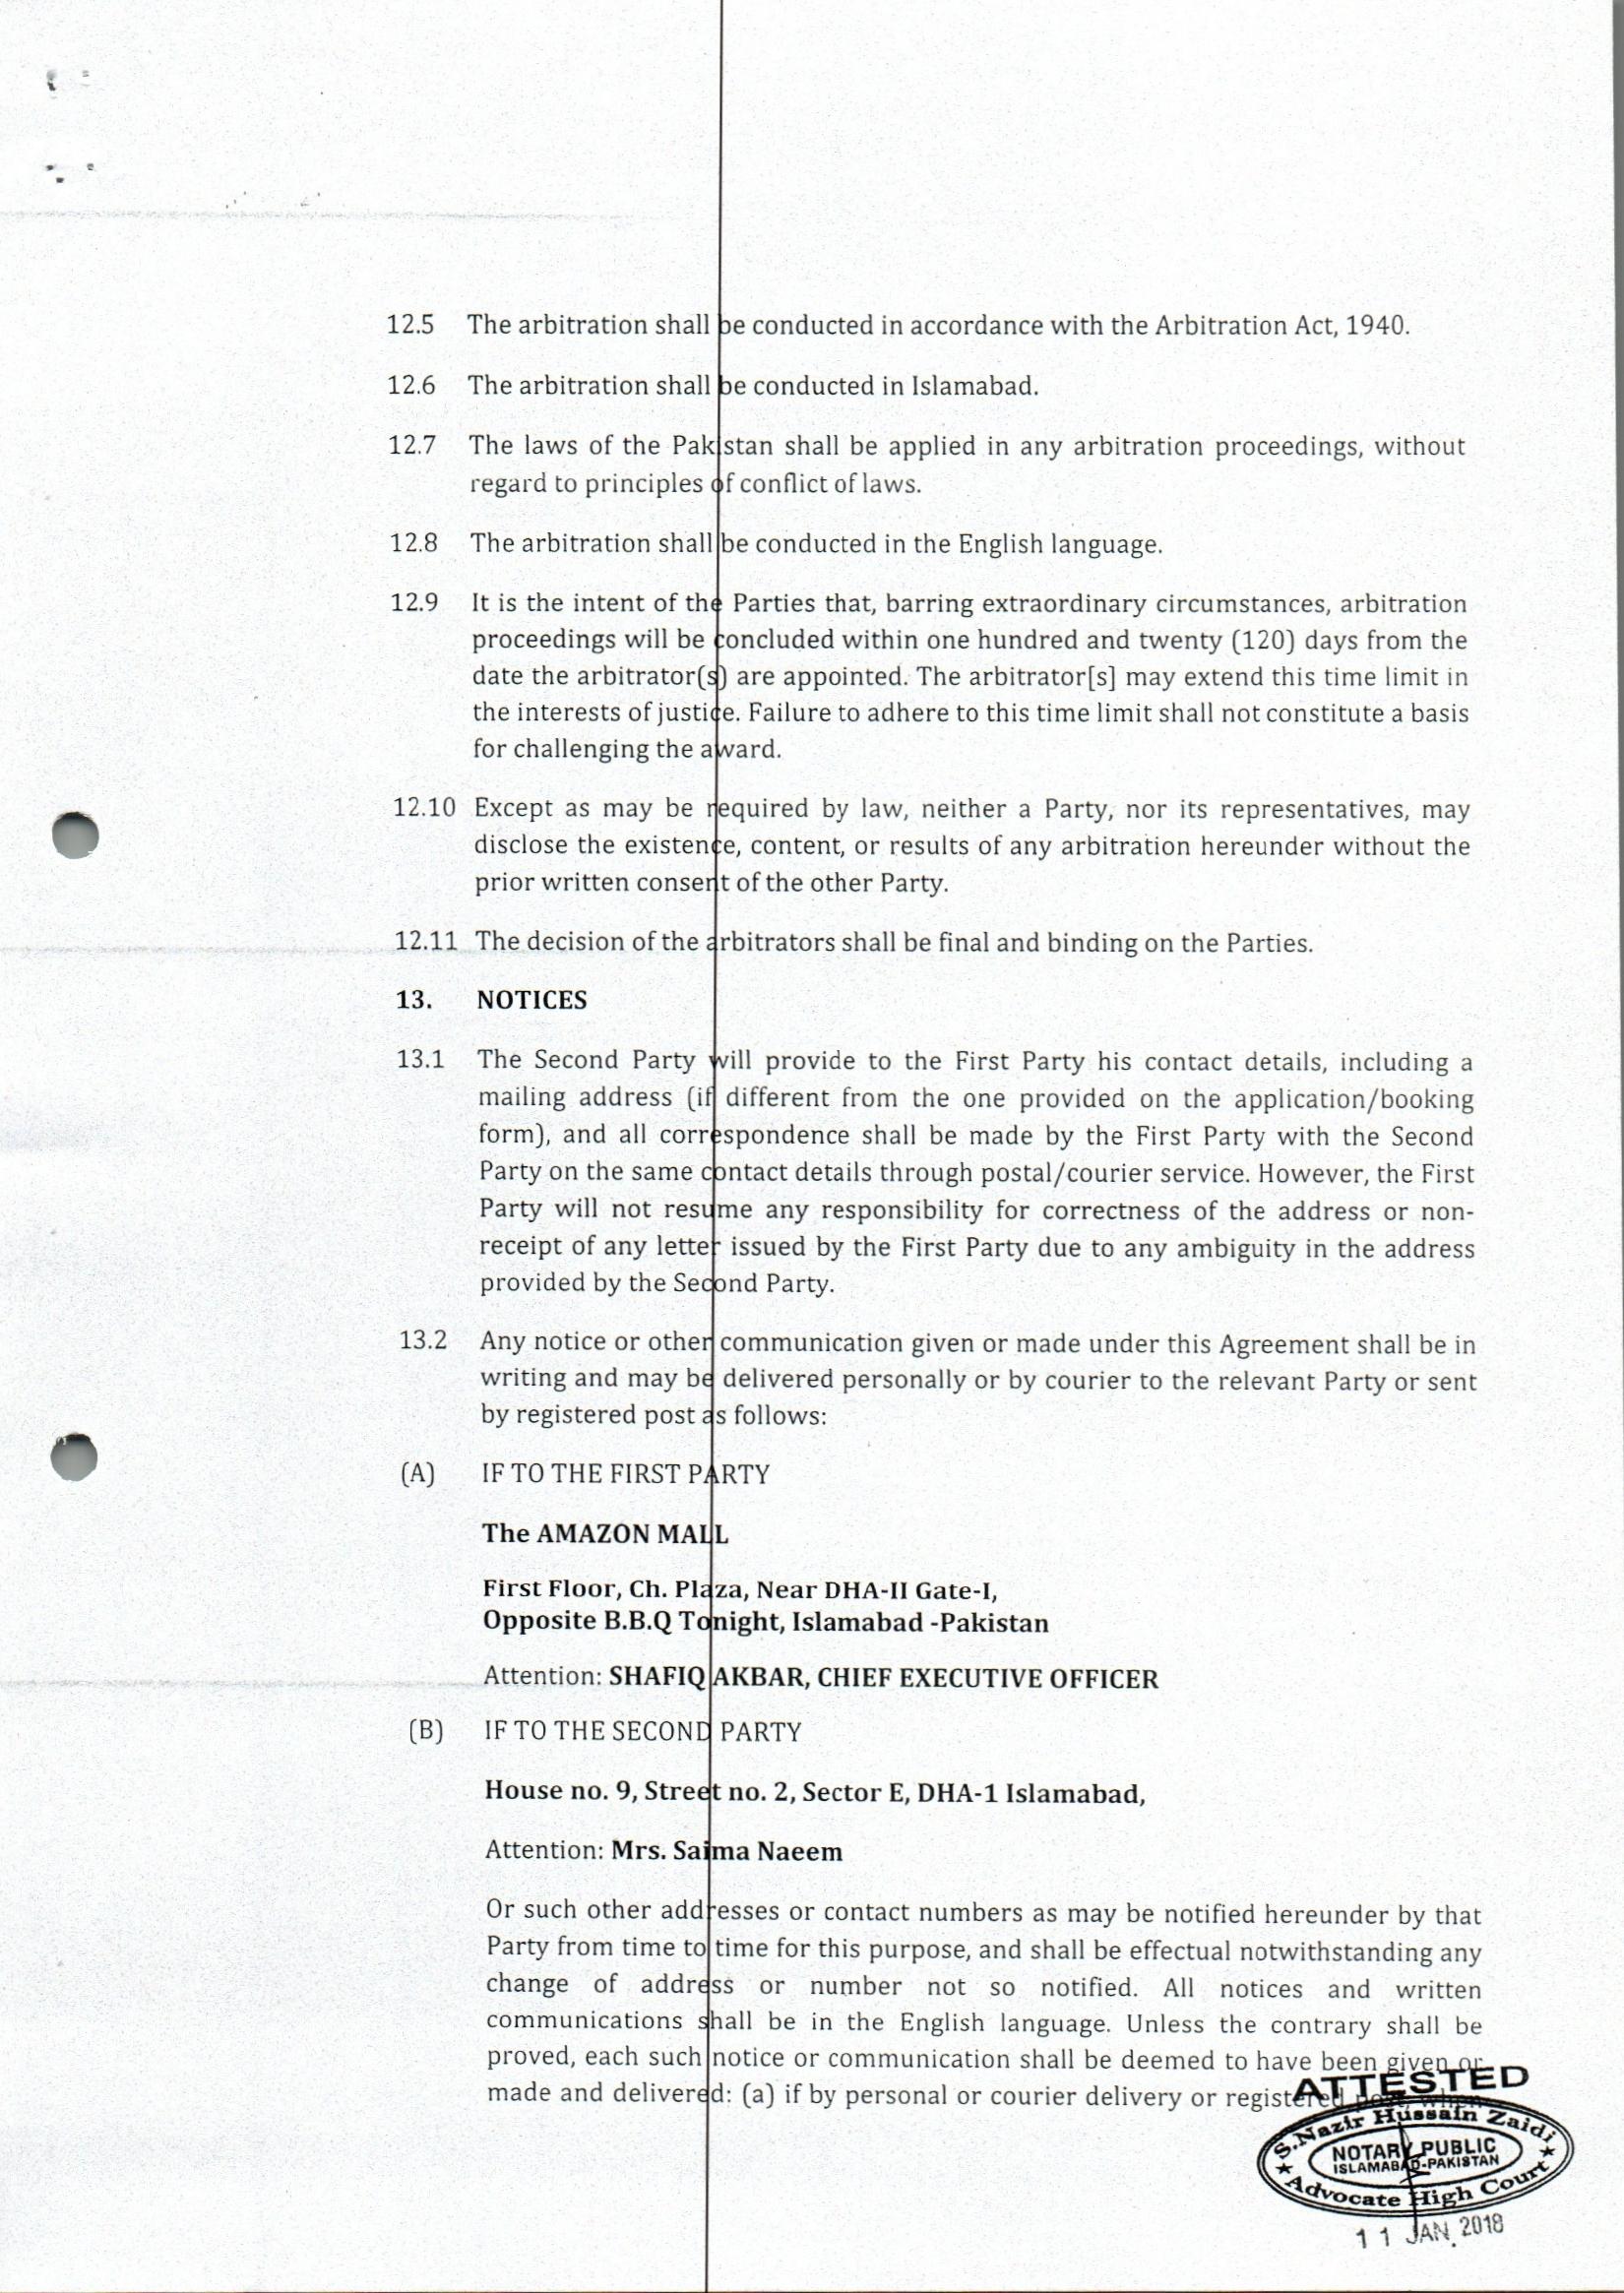 12.5 The arbitration shall be conducted in accordance with the Arbitration Act, 1940.
12.6 The arbitration shall be conducted in Islamabad.
12.7 The laws of the Pakistan shall be applied in any arbitration proceedings, without
regard to principles of conflict of laws.
12.8 The arbitration shall be conducted in the English language.
12.9 It is the intent of the Parties that, barring extraordinary circumstances, arbitration
proceedings will be concluded within one hundred and twenty (120) days from the
date the arbitrator(s) are appointed. The arbitrator[s] may extend this time limit in
the interests of justice. Failure to adhere to this time limit shall not constitute a basis
for challenging the award.
12.10 Except as may be required by law, neither a Party, nor its representatives, may
disclose the existence, content, or results of any arbitration hereunder without the
prior written consent of the other Party.
12.11 The decision of the arbitrators shall be final and binding on the Parties.
13. NOTICES
13.1 The Second Party will provide to the First Party his contact details, including a
mailing address (if different from the one provided on the application/booking
form), and all correspondence shall be made by the First Party with the Second
Party on the same contact details through postal/courier service. However, the First
Party will not resume any responsibility for correctness of the address or non-
receipt of any letter issued by the First Party due to any ambiguity in the address
provided by the Second Party.
13.2 Any notice or other communication given or made under this Agreement shall be in
writing and may be delivered personally or by courier to the relevant Party or sent
by registered post as follows:
(A) IF TO THE FIRST PARTY
The AMAZON MALL
First Floor, Ch. Plaza, Near DHA-II Gate-I,
Opposite B.B.Q Tonight, Islamabad -Pakistan
Attention: SHAFIQ AKBAR, CHIEF EXECUTIVE OFFICER
(B) IF TO THE SECOND PARTY
House no. 9, Street no. 2, Sector E, DHA-1 Islamabad,
Attention: Mrs. Saima Naeem
Or such other addresses or contact numbers as may be notified hereunder by that
Party from time to time for this purpose, and shall be effectual notwithstanding any
change of address or number not so notified. All notices and written
communications shall be in the English language. Unless the contrary shall be
proved, each such notice or communication shall be deemed to have been given or
made and delivered: (a) if by personal or courier delivery or registered post, when
ATTESTED
S.Nazir Hussain Zaidi
NOTARY PUBLIC
ISLAMABAD-PAKISTAN
Advocate High Court
11 JAN. 2018